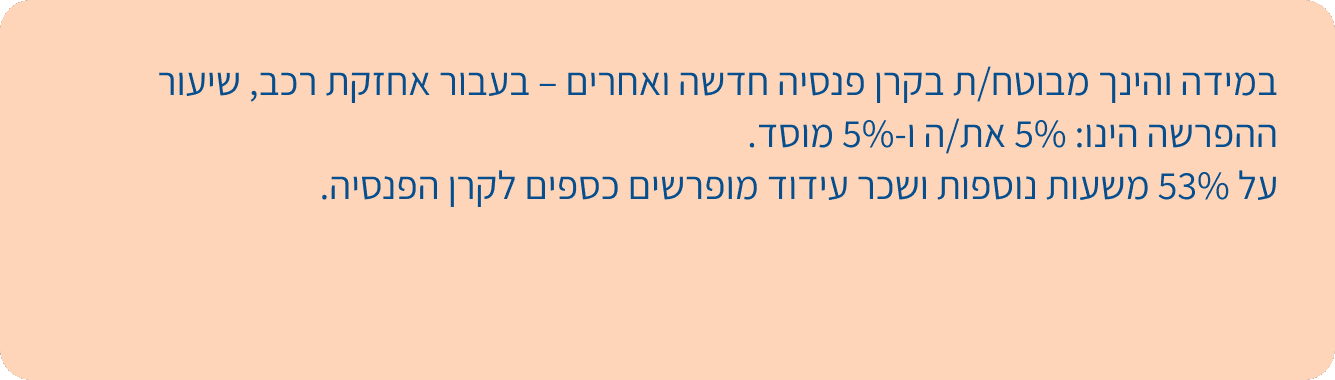 במידה והינך מבוטח/ת בקרן פנסיה חדשה ואחרים – בעבור אחזקת רכב, שיעור
ההפרשה הינו: 5% את/ה ו-5% מוסד.
על 53% משעות נוספות ושכר עידוד מופרשים כספים לקרן הפנסיה.